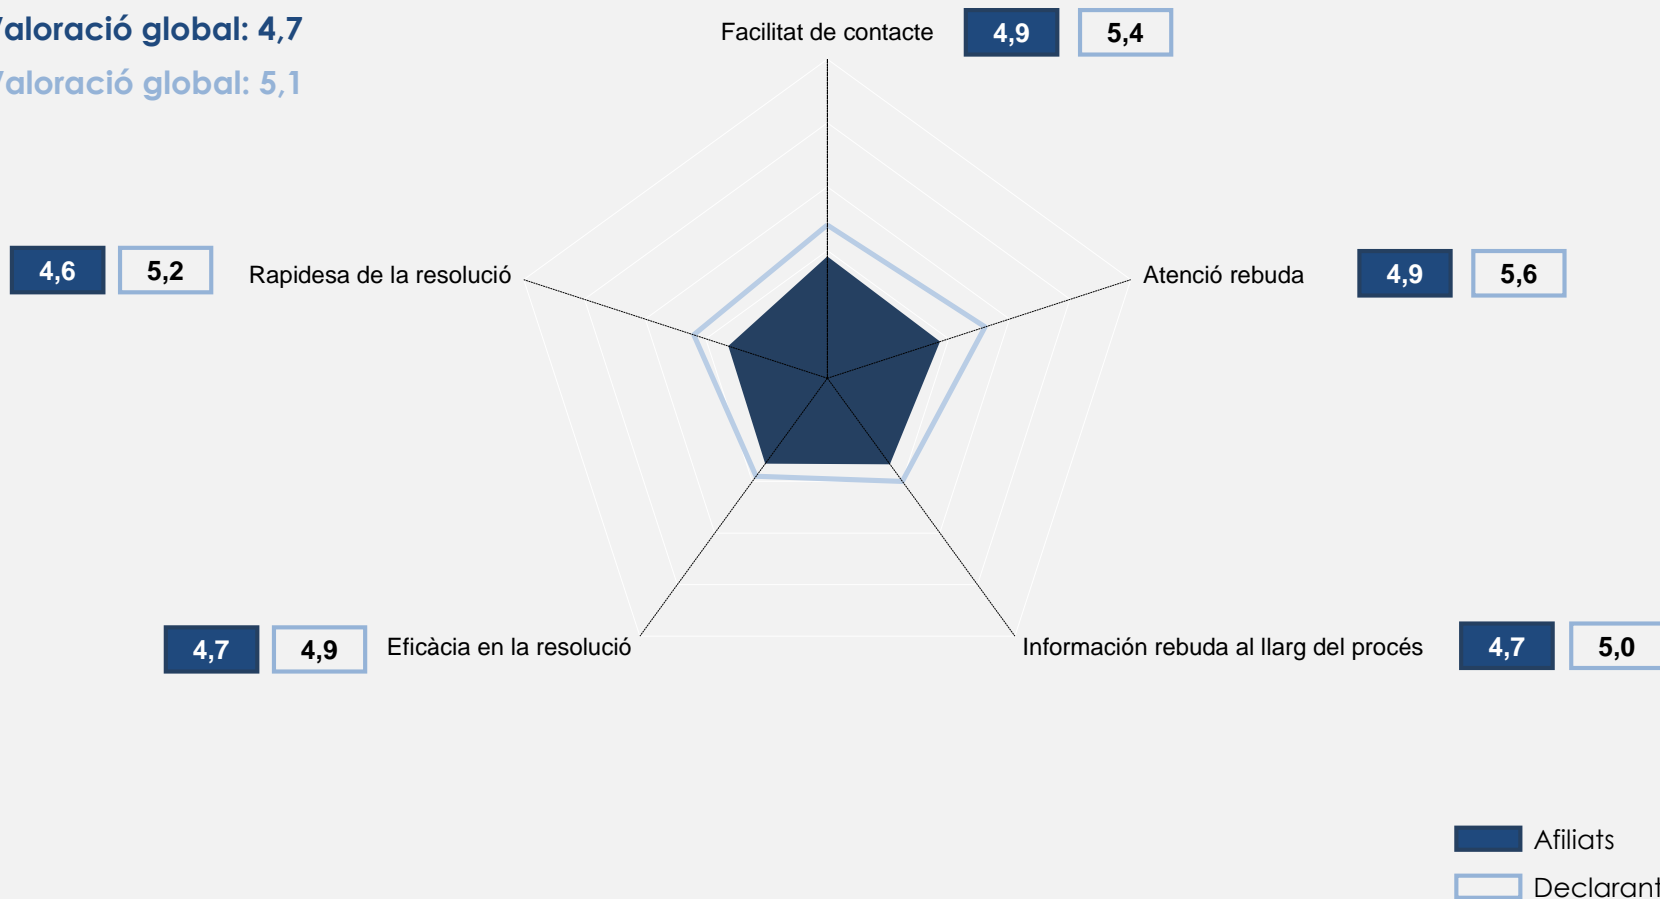 Valoració global: 4,7
Valoració global: 5,1
Facilitat de contacte 4,9 5,4
4,6 5,2 Rapidesa de la resolució
Atenció rebuda 4,9 5,6
4,7 4,9 Eficàcia en la resolució
Información rebuda al llarg del procés 4,7 5,0
Afiliats
Declarant